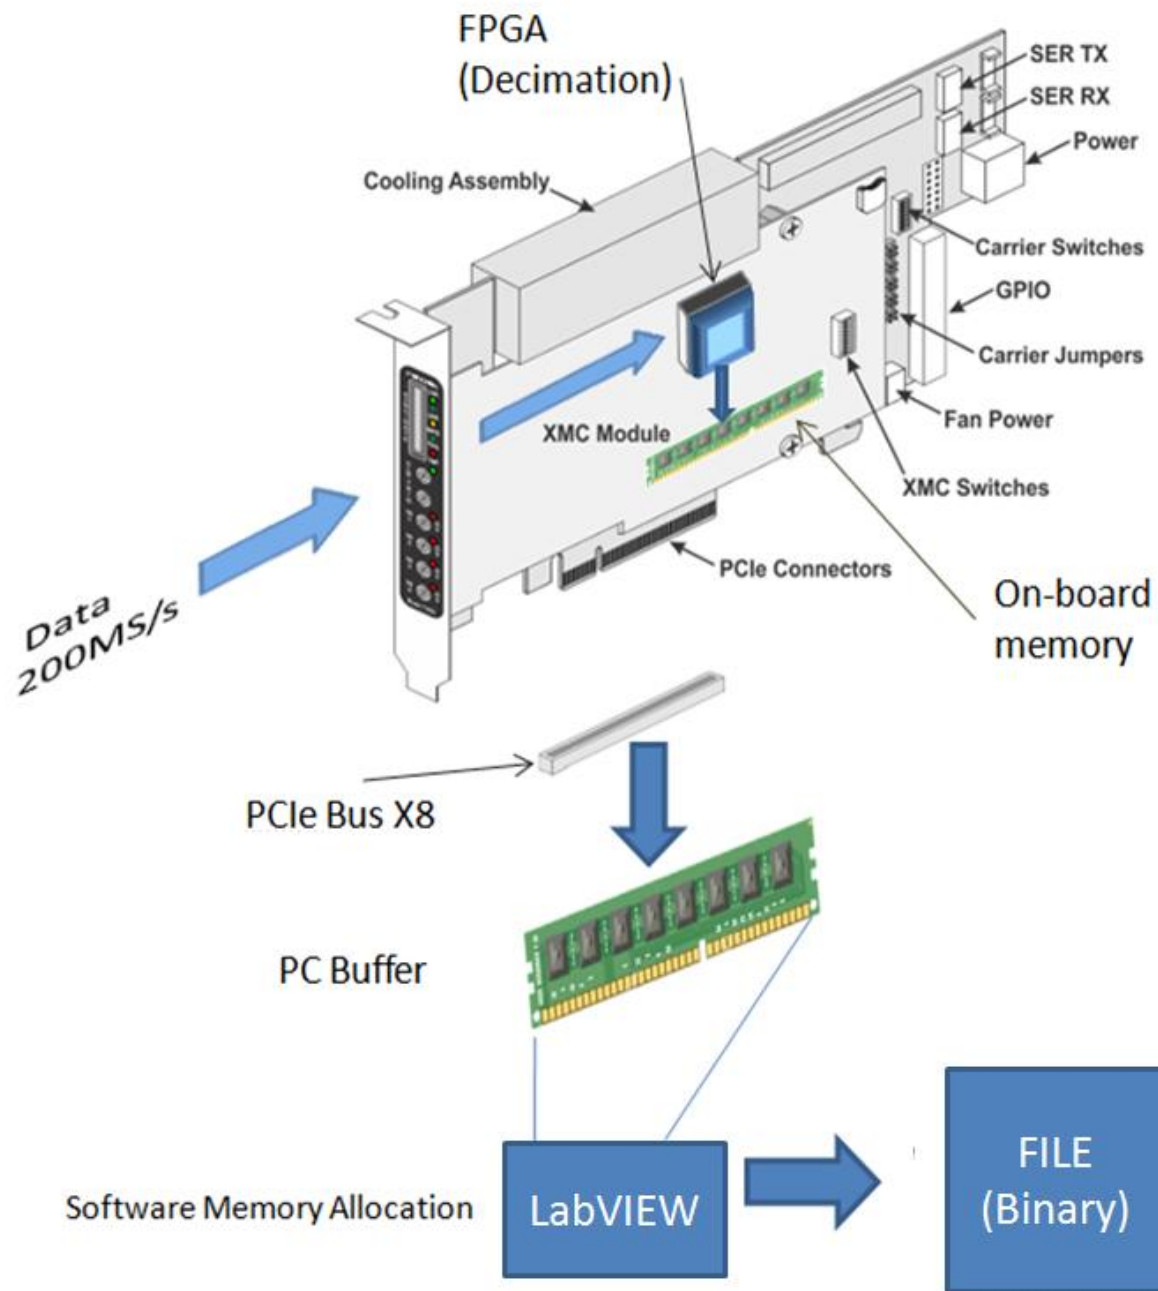 FPGA
(Decimation)
SER TX
SER RX
Power
Cooling Assembly
Carrier Switches
GPIO
Carrier Jumpers
Fan Power
XMC Module
XMC Switches
PCIe Connectors
Data
200MS/s
On-board
memory
PCIe Bus X8
PC Buffer
Software Memory Allocation
LabVIEW
FILE
(Binary)